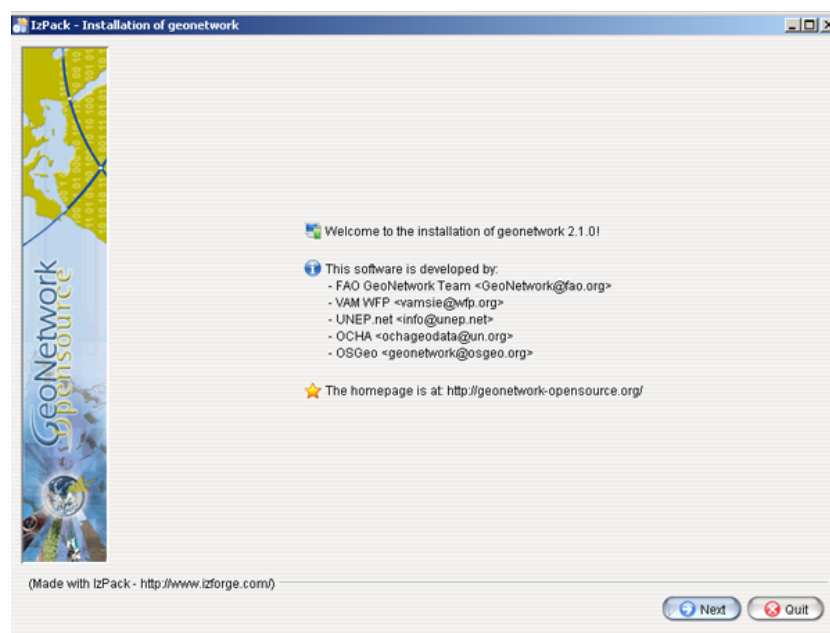 IzPack - Installation of geonetwork
GeoNetwork
opensource
Welcome to the installation of geonetwork 2.1.0!
This software is developed by:
- FAO GeoNetwork Team <GeoNetwork@fao.org>
- VAM WFP <vamsie@wfp.org>
- UNEP.net <info@unep.net>
- OCHA <ochageodata@un.org>
- OSGeo <geonetwork@osgeo.org>
The homepage is at: http://geonetwork-opensource.org/
(Made with IzPack - http://www.izforge.com/)
Next
Quit